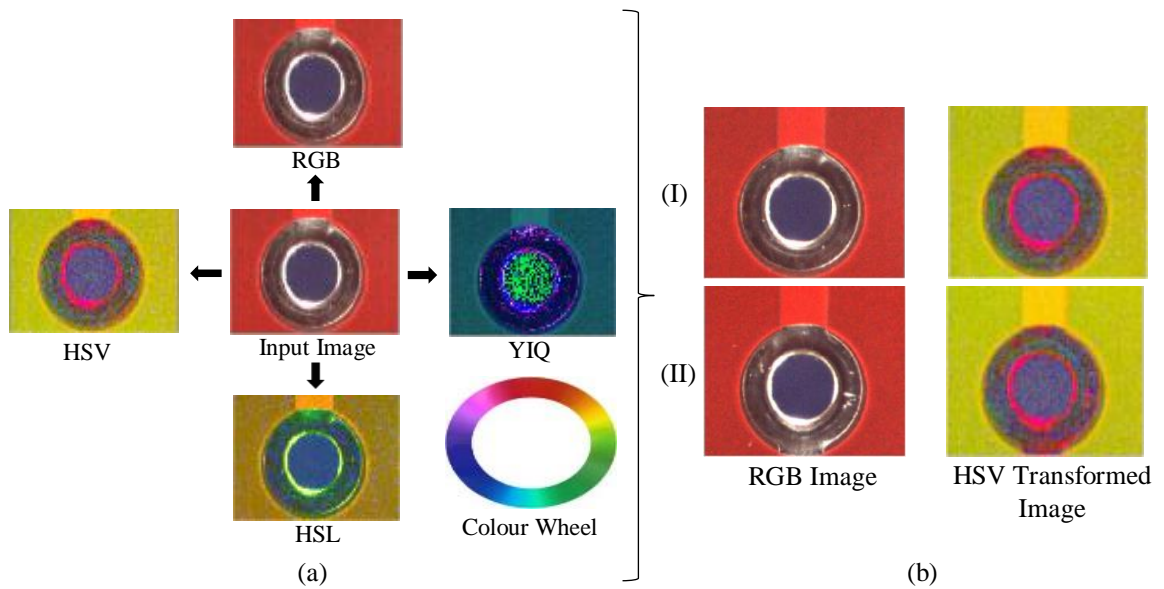 RGB
HSV
Input Image
YIQ
HSL
Colour Wheel
(a)
(I)
(II)
RGB Image
HSV Transformed
Image
(b)